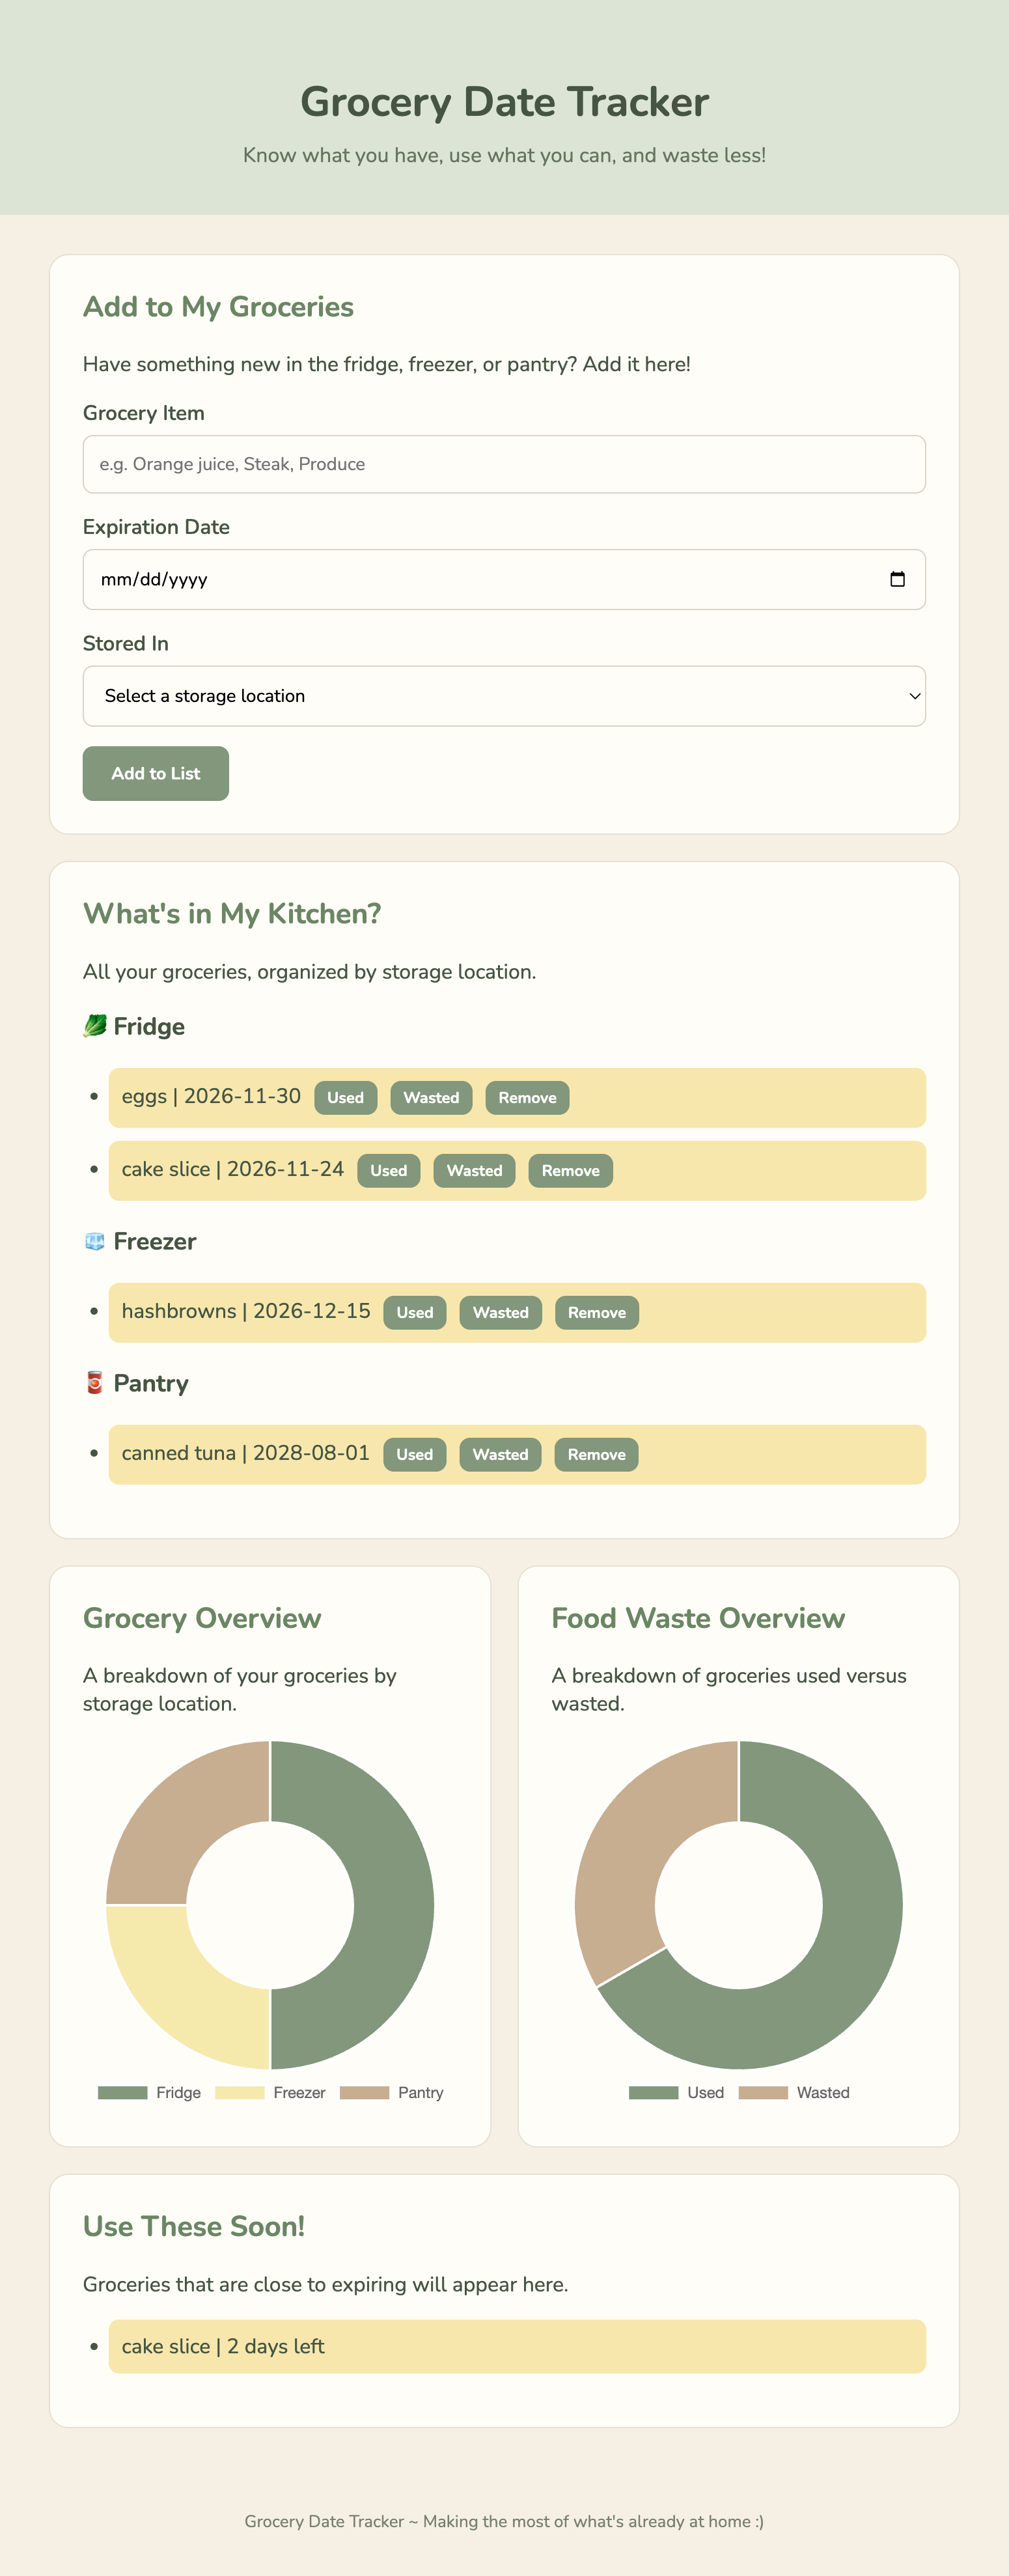 Grocery Date Tracker
Know what you have, use what you can, and waste less!
Add to My Groceries
Have something new in the fridge, freezer, or pantry? Add it here!
Grocery Item
e.g. Orange juice, Steak, Produce
Expiration Date
mm/dd/yyyy
Stored In
Select a storage location
Add to List
What's in My Kitchen?
All your groceries, organized by storage location.
🥬 Fridge
• eggs | 2026-11-30 Used Wasted Remove
• cake slice | 2026-11-24 Used Wasted Remove
🧊 Freezer
• hashbrowns | 2026-12-15 Used Wasted Remove
🥫 Pantry
• canned tuna | 2028-08-01 Used Wasted Remove
Grocery Overview
A breakdown of your groceries by
storage location.
Fridge Freezer Pantry
Food Waste Overview
A breakdown of groceries used versus
wasted.
Used Wasted
Use These Soon!
Groceries that are close to expiring will appear here.
• cake slice | 2 days left
Grocery Date Tracker ~ Making the most of what's already at home :)